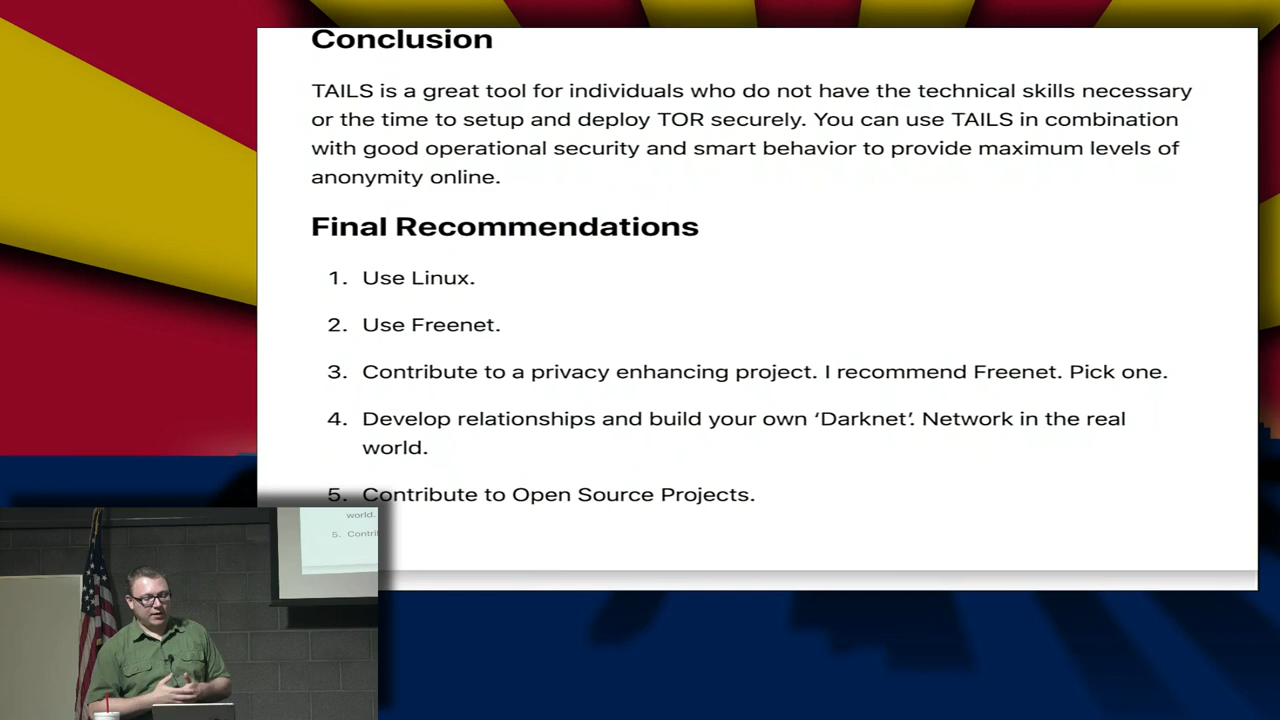 Conclusion
TAILS is a great tool for individuals who do not have the technical skills necessary
or the time to setup and deploy TOR securely. You can use TAILS in combination
with good operational security and smart behavior to provide maximum levels of
anonymity online.
Final Recommendations
1. Use Linux.
2. Use Freenet.
3. Contribute to a privacy enhancing project. I recommend Freenet. Pick one.
4. Develop relationships and build your own ‘Darknet’. Network in the real
world.
5. Contribute to Open Source Projects.
world.
5. Contri